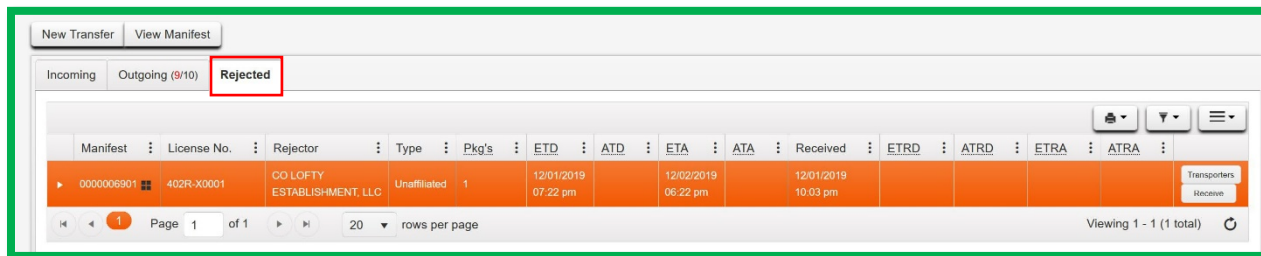 New Transfer View Manifest
Incoming Outgoing (9/10) Rejected
Manifest License No. Rejector Type Pkg's ETD ATD ETA ATA Received ETRD ATRD ETRA ATRA
0000006901 402R-X0001 CO LOFTY ESTABLISHMENT, LLC Unaffiliated 1 12/01/2019 07:22 pm 12/02/2019 06:22 pm 12/01/2019 10:03 pm Transporters
Receive
1 Page 1 of 1 20 rows per page Viewing 1 - 1 (1 total)